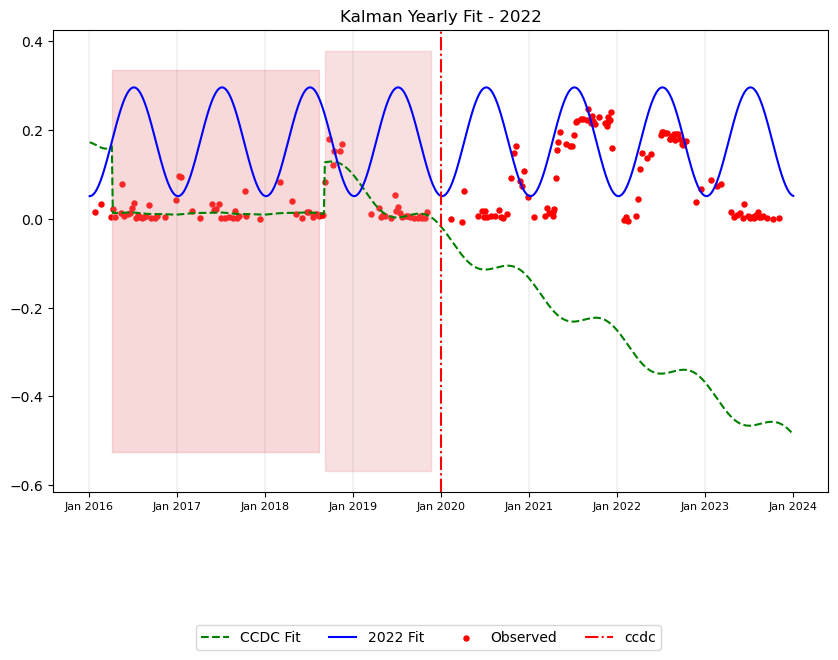 Kalman Yearly Fit - 2022
0.4
0.2
0.0
−0.2
−0.4
−0.6
Jan 2016 Jan 2017 Jan 2018 Jan 2019 Jan 2020 Jan 2021 Jan 2022 Jan 2023 Jan 2024
CCDC Fit 2022 Fit Observed ccdc